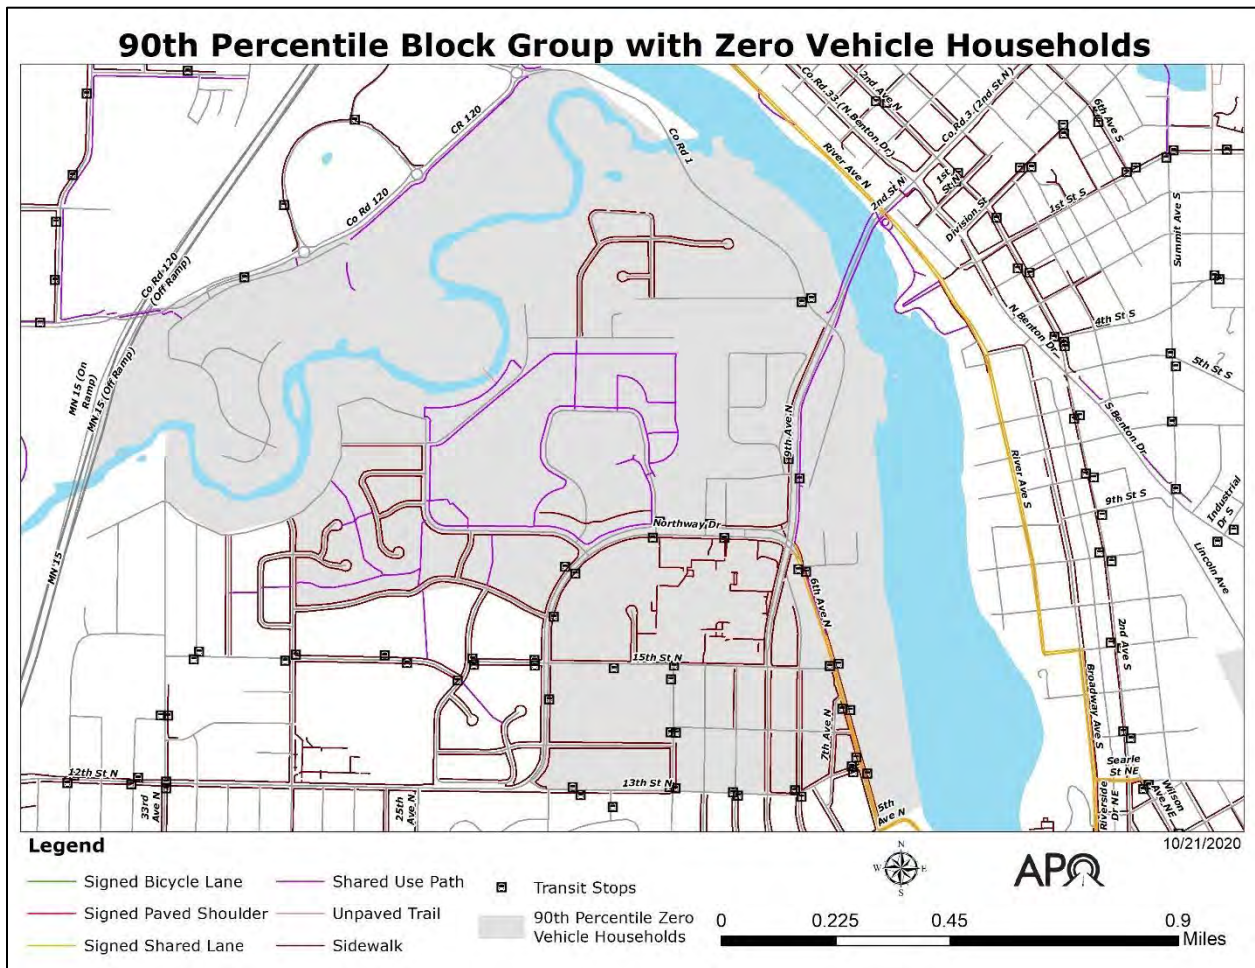 90th Percentile Block Group with Zero Vehicle Households
CR 120
Co Rd 120
Co Rd 1
Co Rd 33 (N Benton Dr)
2nd Ave N
Co Rd 3 (2nd St N)
6th Ave S
River Ave N
2nd St N
1st
St N
Division St
1st St S
Summit Ave S
Co Rd-120
(Off Ramp)
MN 15 (On
Ramp)
MN 15 (Off Ramp)
N Benton Dr
4th St S
5th St S
S Benton Dr
9th Ave N
River Ave S
9th St S
Industrial
Dr S
Lincoln Ave
Northway Dr
MN 15
6th Ave N
2nd Ave S
15th St N
Broadway Ave S
7th Ave N
Searle
St NE
12th St N
33rd
Ave N
25th
Ave N
13th St N
5th
Ave N
Riverside
Dr NE
Wilson
Ave NE
10/21/2020
Legend
Signed Bicycle Lane
Signed Paved Shoulder
Signed Shared Lane
Shared Use Path
Unpaved Trail
Sidewalk
Transit Stops
90th Percentile Zero
Vehicle Households
N
W E
S
APO
0 0.225 0.45 0.9
Miles